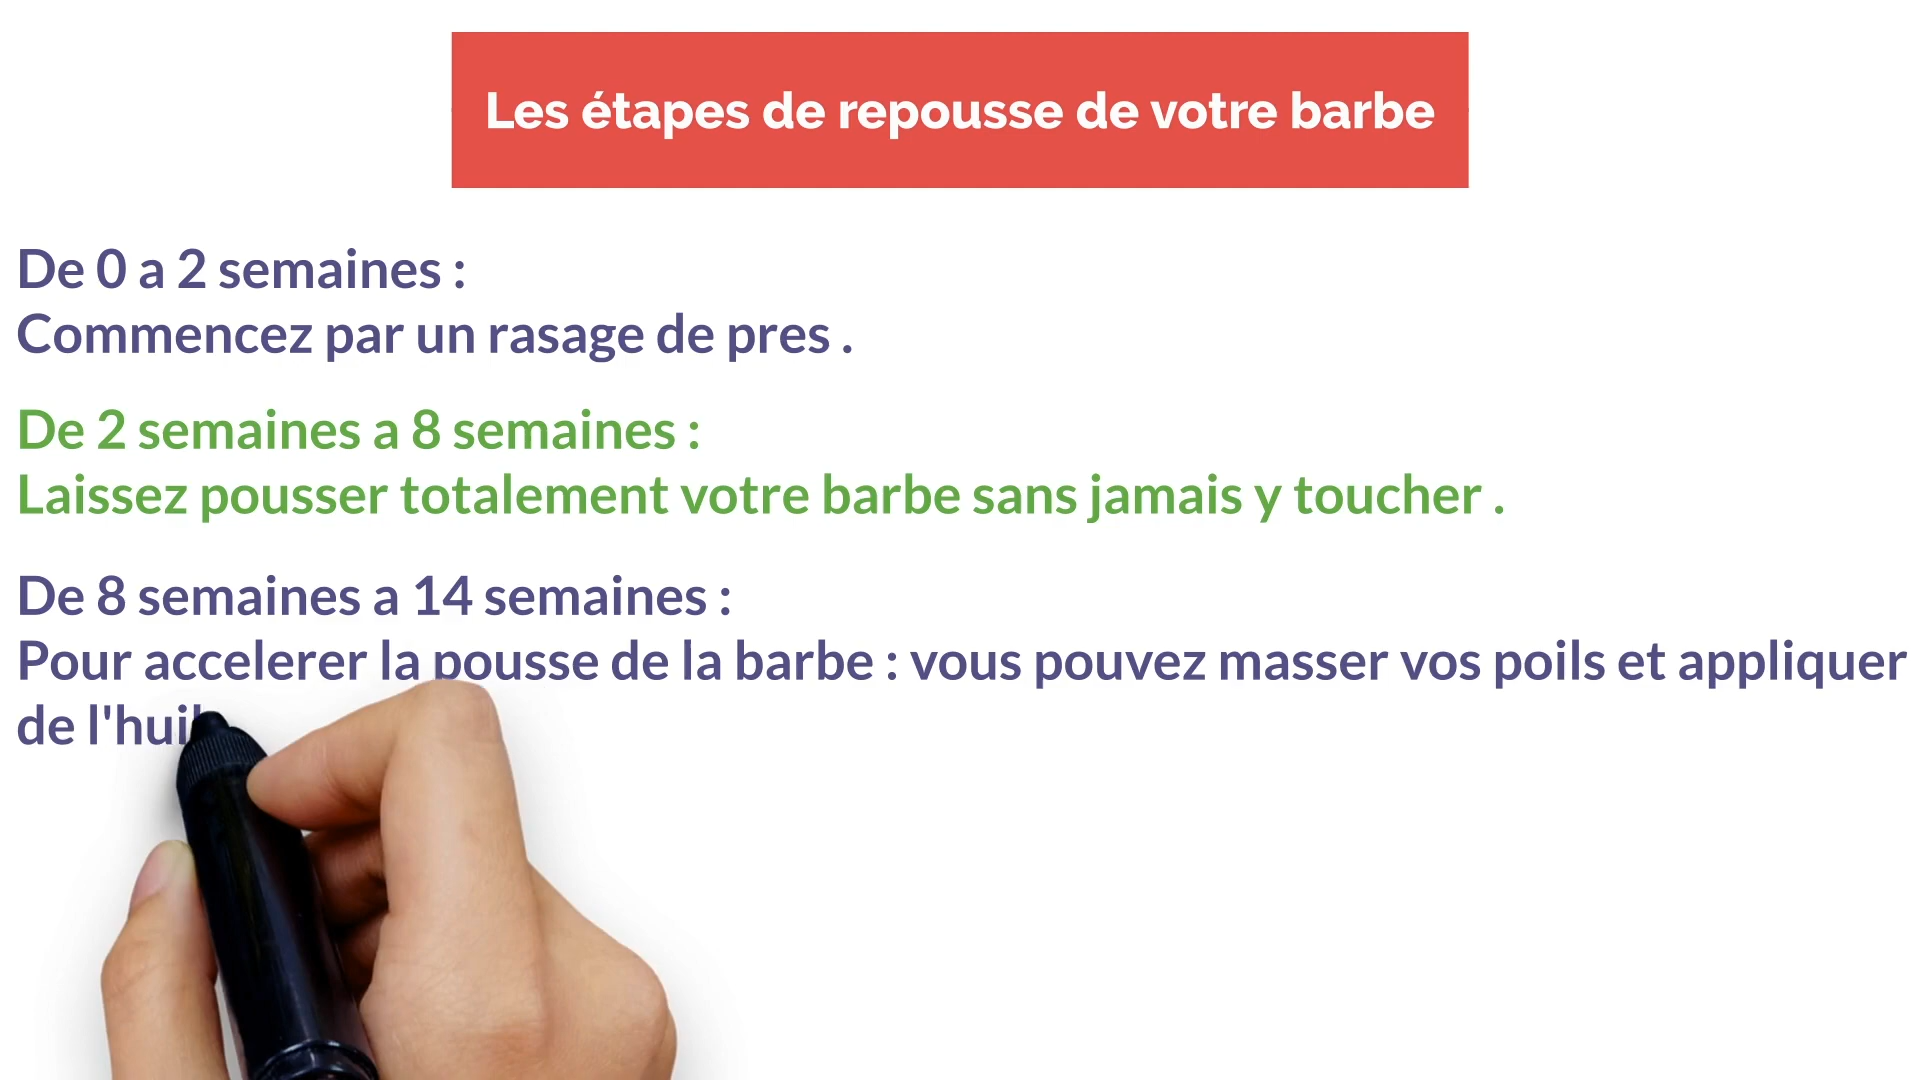 Les étapes de repousse de votre barbe
De 0 a 2 semaines :
Commencez par un rasage de pres .
De 2 semaines a 8 semaines :
Laissez pousser totalement votre barbe sans jamais y toucher .
De 8 semaines a 14 semaines :
Pour accelerer la pousse de la barbe : vous pouvez masser vos poils et appliquer
de